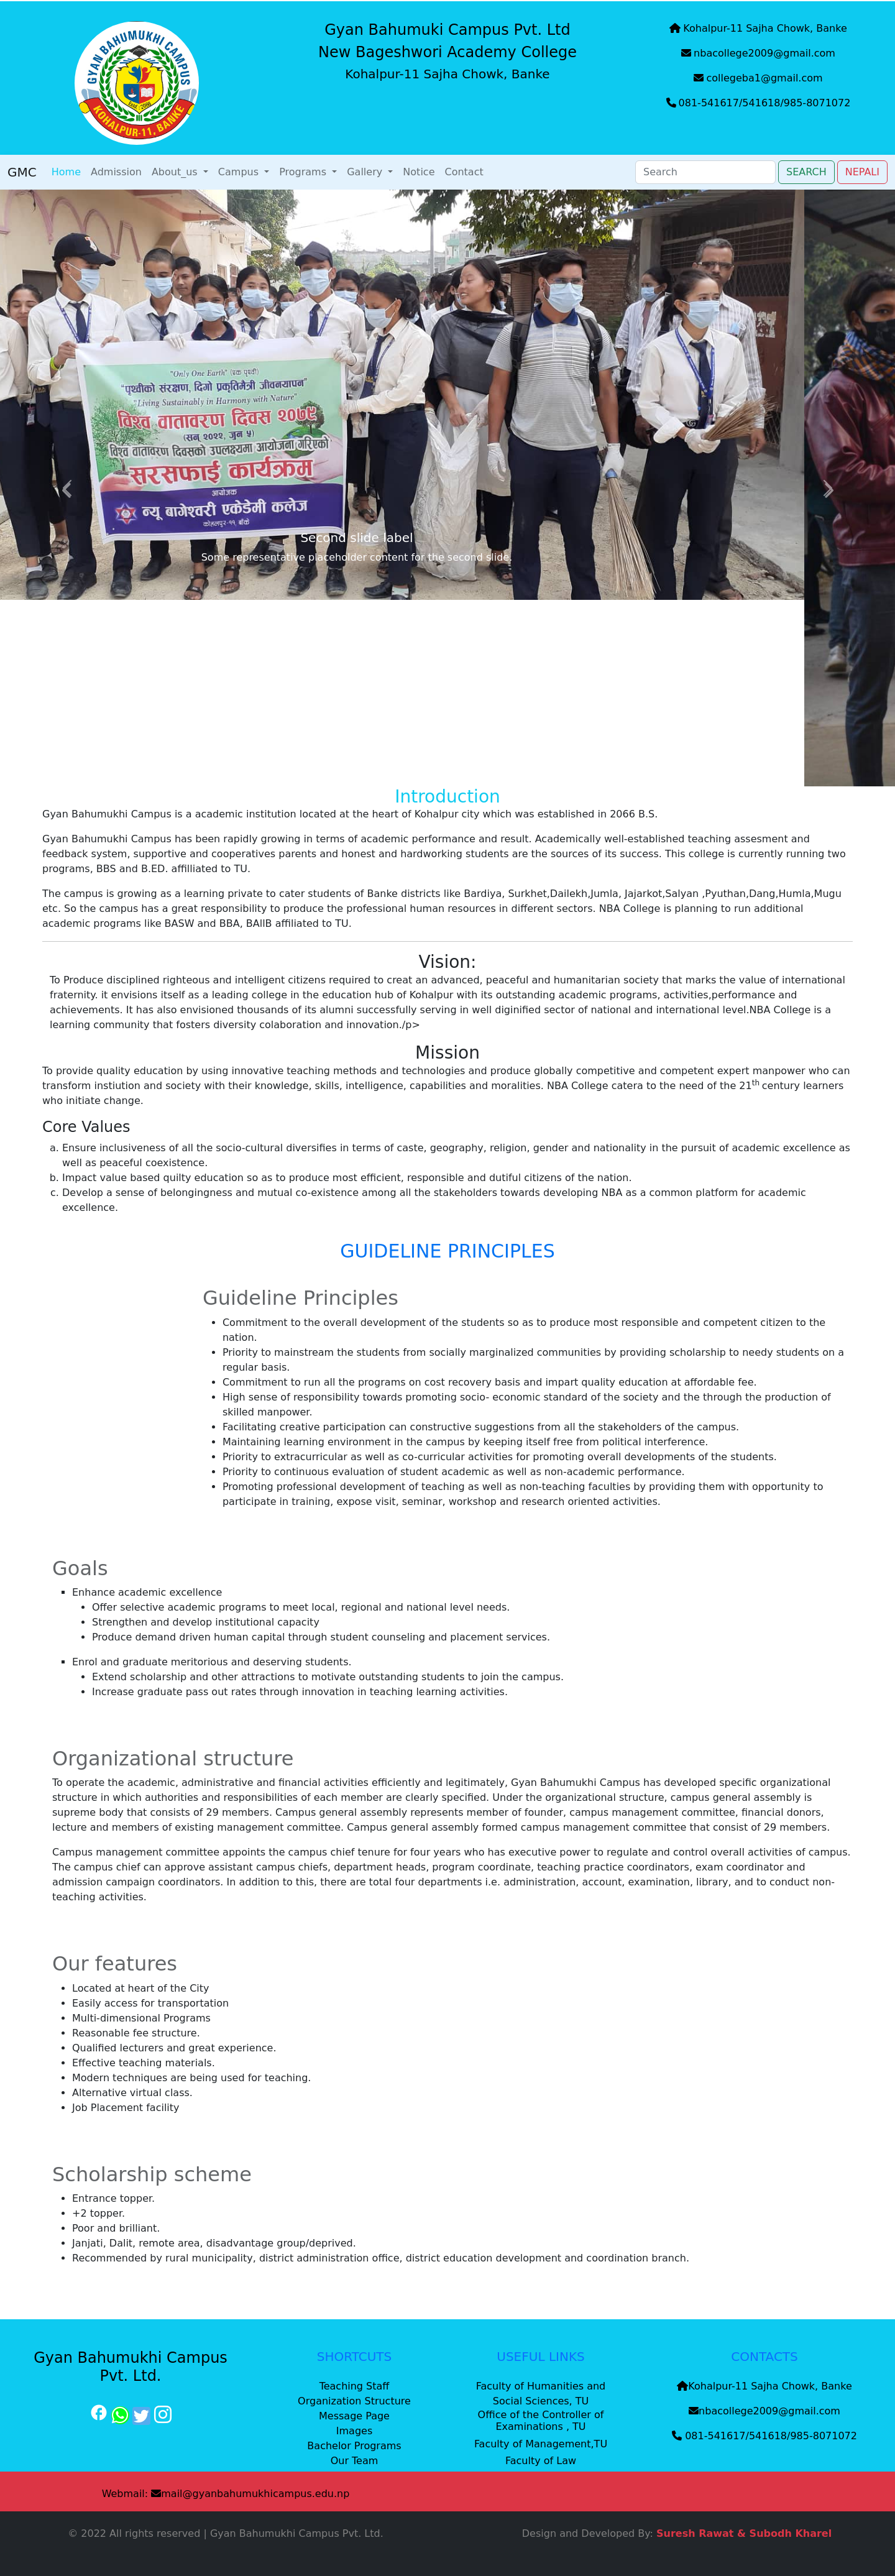 GYAN BAHUMUKHI CAMPUS
KOHALPUR-11, BANKE
Gyan Bahumuki Campus Pvt. Ltd
New Bageshwori Academy College
Kohalpur-11 Sajha Chowk, Banke
Kohalpur-11 Sajha Chowk, Banke
nbacollege2009@gmail.com
collegeba1@gmail.com
081-541617/541618/985-8071072
GMC Home Admission About_us Campus Programs Gallery Notice Contact Search SEARCH NEPALI
"Only One Earth" (एक पृथ्वी)
"पृथ्वीको संरक्षण, दिगो प्रकृतिमैत्री जीवनयापन"
"Living Sustainably in Harmony with Nature"
विश्व वातावरण दिवस २०७९
(सन् २०२२, जुन ५)
विश्व वातावरण दिवसको उपलक्ष्यमा आयोजना गरिएको
सरसफाई कार्यक्रम
आयोजक
न्यू बागेश्वरी एकेडेमी कलेज
कोहलपुर-११, बाँके
Second slide label
Some representative placeholder content for the second slide.
Introduction
Gyan Bahumukhi Campus is a academic institution located at the heart of Kohalpur city which was established in 2066 B.S.
Gyan Bahumukhi Campus has been rapidly growing in terms of academic performance and result. Academically well-established teaching assesment and
feedback system, supportive and cooperatives parents and honest and hardworking students are the sources of its success. This college is currently running two
programs, BBS and B.ED. affilliated to TU.
The campus is growing as a learning private to cater students of Banke districts like Bardiya, Surkhet,Dailekh,Jumla, Jajarkot,Salyan ,Pyuthan,Dang,Humla,Mugu
etc. So the campus has a great responsibility to produce the professional human resources in different sectors. NBA College is planning to run additional
academic programs like BASW and BBA, BAllB affiliated to TU.
Vision:
To Produce disciplined righteous and intelligent citizens required to creat an advanced, peaceful and humanitarian society that marks the value of international
fraternity. it envisions itself as a leading college in the education hub of Kohalpur with its outstanding academic programs, activities,performance and
achievements. It has also envisioned thousands of its alumni successfully serving in well diginified sector of national and international level.NBA College is a
learning community that fosters diversity colaboration and innovation./p>
Mission
To provide quality education by using innovative teaching methods and technologies and produce globally competitive and competent expert manpower who can
transform instiution and society with their knowledge, skills, intelligence, capabilities and moralities. NBA College catera to the need of the 21th century learners
who initiate change.
Core Values
a. Ensure inclusiveness of all the socio-cultural diversifies in terms of caste, geography, religion, gender and nationality in the pursuit of academic excellence as
well as peaceful coexistence.
b. Impact value based quilty education so as to produce most efficient, responsible and dutiful citizens of the nation.
c. Develop a sense of belongingness and mutual co-existence among all the stakeholders towards developing NBA as a common platform for academic
excellence.
GUIDELINE PRINCIPLES
Guideline Principles
• Commitment to the overall development of the students so as to produce most responsible and competent citizen to the
nation.
• Priority to mainstream the students from socially marginalized communities by providing scholarship to needy students on a
regular basis.
• Commitment to run all the programs on cost recovery basis and impart quality education at affordable fee.
• High sense of responsibility towards promoting socio- economic standard of the society and the through the production of
skilled manpower.
• Facilitating creative participation can constructive suggestions from all the stakeholders of the campus.
• Maintaining learning environment in the campus by keeping itself free from political interference.
• Priority to extracurricular as well as co-curricular activities for promoting overall developments of the students.
• Priority to continuous evaluation of student academic as well as non-academic performance.
• Promoting professional development of teaching as well as non-teaching faculties by providing them with opportunity to
participate in training, expose visit, seminar, workshop and research oriented activities.
Goals
▪ Enhance academic excellence
• Offer selective academic programs to meet local, regional and national level needs.
• Strengthen and develop institutional capacity
• Produce demand driven human capital through student counseling and placement services.
▪ Enrol and graduate meritorious and deserving students.
• Extend scholarship and other attractions to motivate outstanding students to join the campus.
• Increase graduate pass out rates through innovation in teaching learning activities.
Organizational structure
To operate the academic, administrative and financial activities efficiently and legitimately, Gyan Bahumukhi Campus has developed specific organizational
structure in which authorities and responsibilities of each member are clearly specified. Under the organizational structure, campus general assembly is
supreme body that consists of 29 members. Campus general assembly represents member of founder, campus management committee, financial donors,
lecture and members of existing management committee. Campus general assembly formed campus management committee that consist of 29 members.
Campus management committee appoints the campus chief tenure for four years who has executive power to regulate and control overall activities of campus.
The campus chief can approve assistant campus chiefs, department heads, program coordinate, teaching practice coordinators, exam coordinator and
admission campaign coordinators. In addition to this, there are total four departments i.e. administration, account, examination, library, and to conduct non-
teaching activities.
Our features
• Located at heart of the City
• Easily access for transportation
• Multi-dimensional Programs
• Reasonable fee structure.
• Qualified lecturers and great experience.
• Effective teaching materials.
• Modern techniques are being used for teaching.
• Alternative virtual class.
• Job Placement facility
Scholarship scheme
• Entrance topper.
• +2 topper.
• Poor and brilliant.
• Janjati, Dalit, remote area, disadvantage group/deprived.
• Recommended by rural municipality, district administration office, district education development and coordination branch.
Gyan Bahumukhi Campus
Pvt. Ltd.
SHORTCUTS
Teaching Staff
Organization Structure
Message Page
Images
Bachelor Programs
Our Team
USEFUL LINKS
Faculty of Humanities and
Social Sciences, TU
Office of the Controller of
Examinations , TU
Faculty of Management,TU
Faculty of Law
CONTACTS
Kohalpur-11 Sajha Chowk, Banke
nbacollege2009@gmail.com
081-541617/541618/985-8071072
Webmail: mail@gyanbahumukhicampus.edu.np
© 2022 All rights reserved | Gyan Bahumukhi Campus Pvt. Ltd.
Design and Developed By: Suresh Rawat & Subodh Kharel